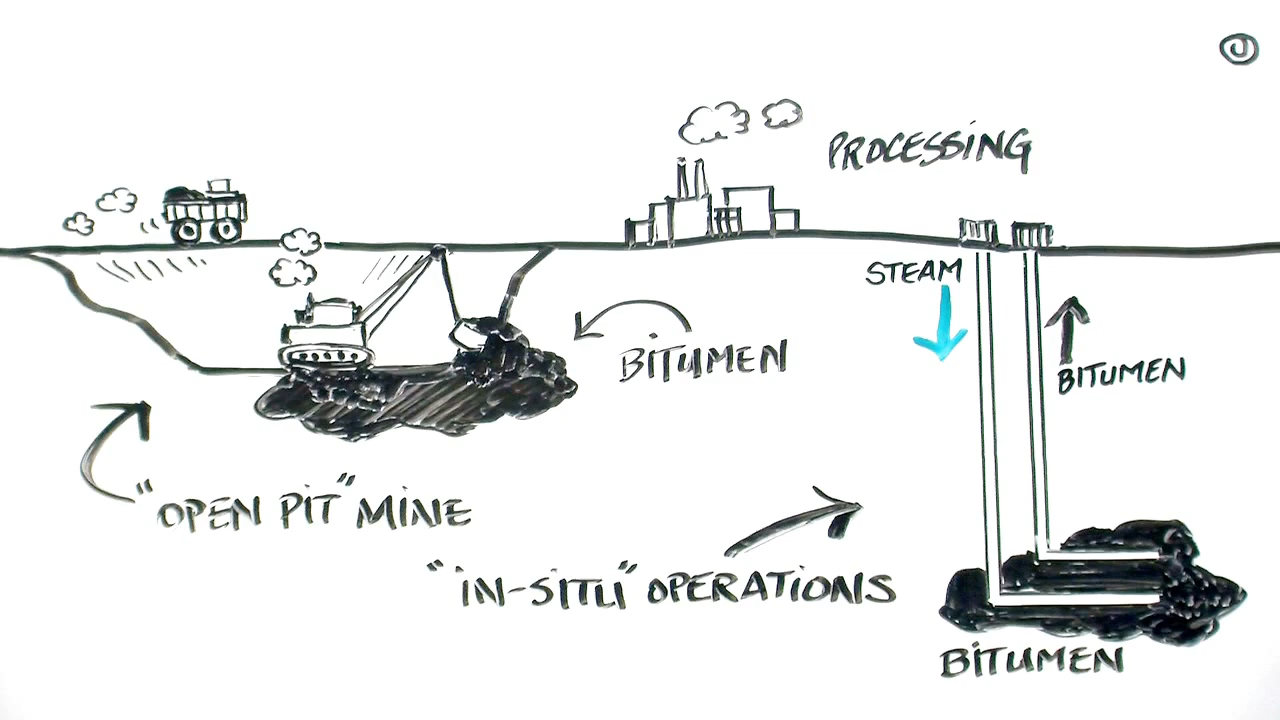 PROCESSING
STEAM
BITUMEN
BITUMEN
"OPEN PIT" MINE
"IN-SITU" OPERATIONS
BITUMEN